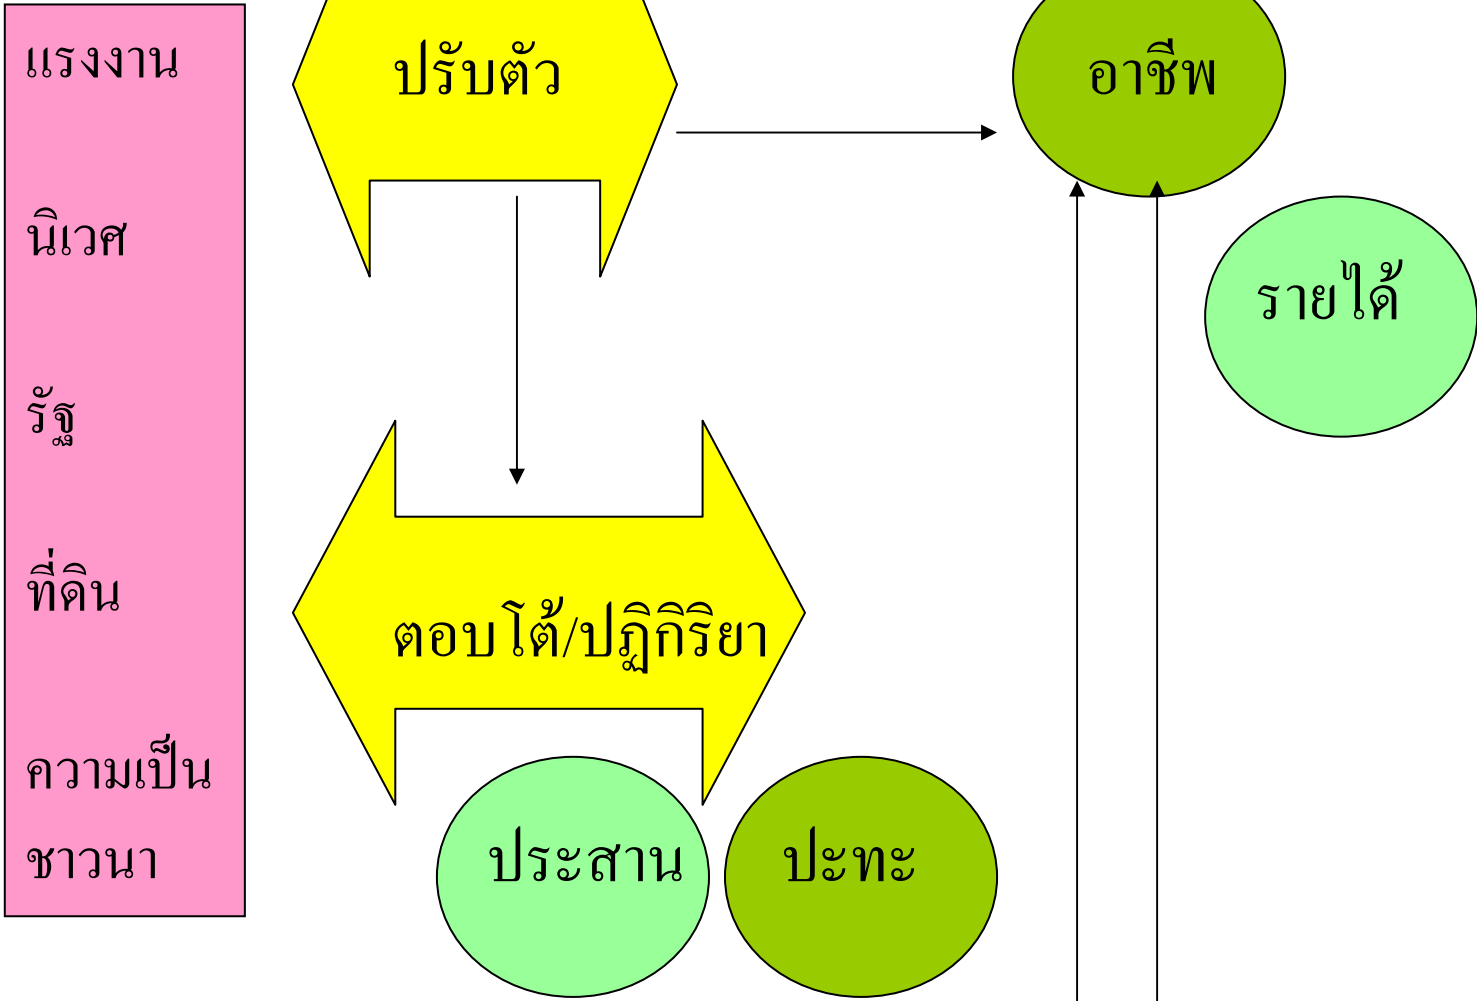 แรงงาน
นิเวศ
รัฐ
ที่ดิน
ความเป็น
ชาวนา
ปรับตัว
อาชีพ
รายได้
ตอบโต้/ปฏิกิริยา
ประสาน
ปะทะ